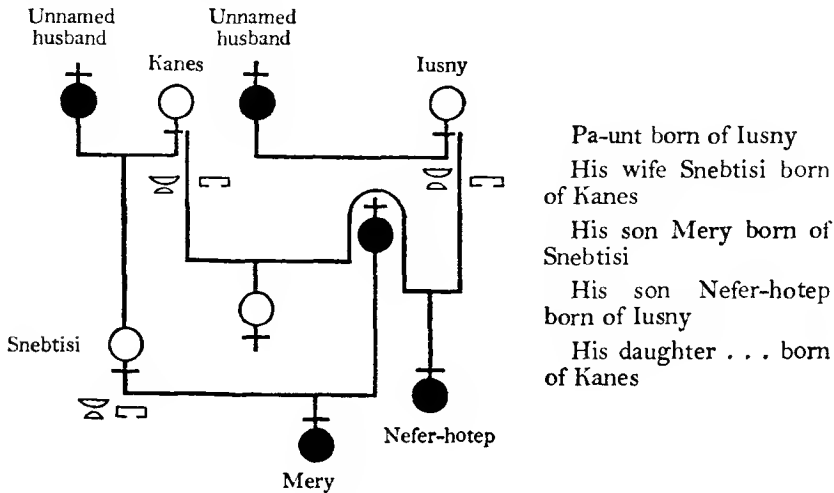 Unnamed
husband
Unnamed
husband
Kanes
Iusny
Snebtisi
Mery
Nefer-hotep
Pa-unt born of Iusny
His wife Snebtisi born
of Kanes
His son Mery born of
Snebtisi
His son Nefer-hotep
born of Iusny
His daughter . . . born
of Kanes